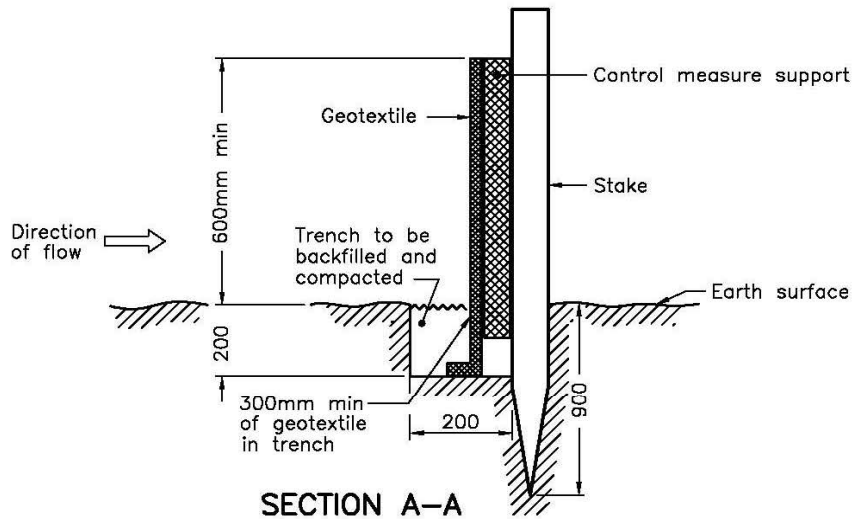 Control measure support
Geotextile
600mm min
Stake
Direction
of flow
Trench to be
backfilled and
compacted
Earth surface
200
300mm min
of geotextile
in trench
200
900
SECTION A-A